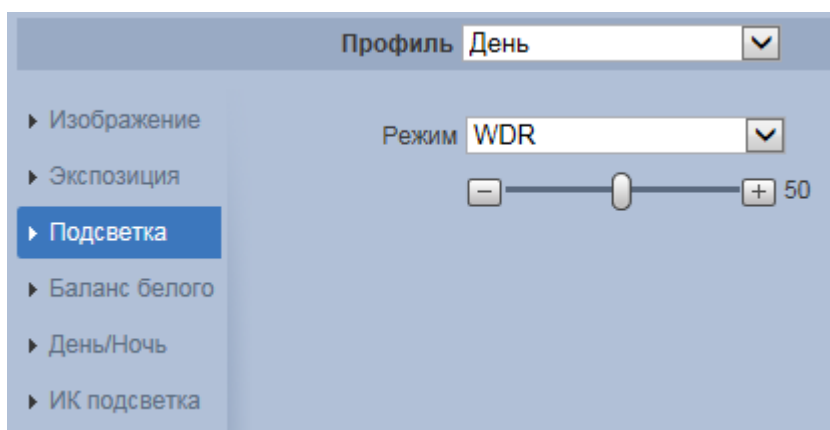 Профиль День
Изображение
Режим WDR
Экспозиция
50
Подсветка
Баланс белого
День/Ночь
ИК подсветка